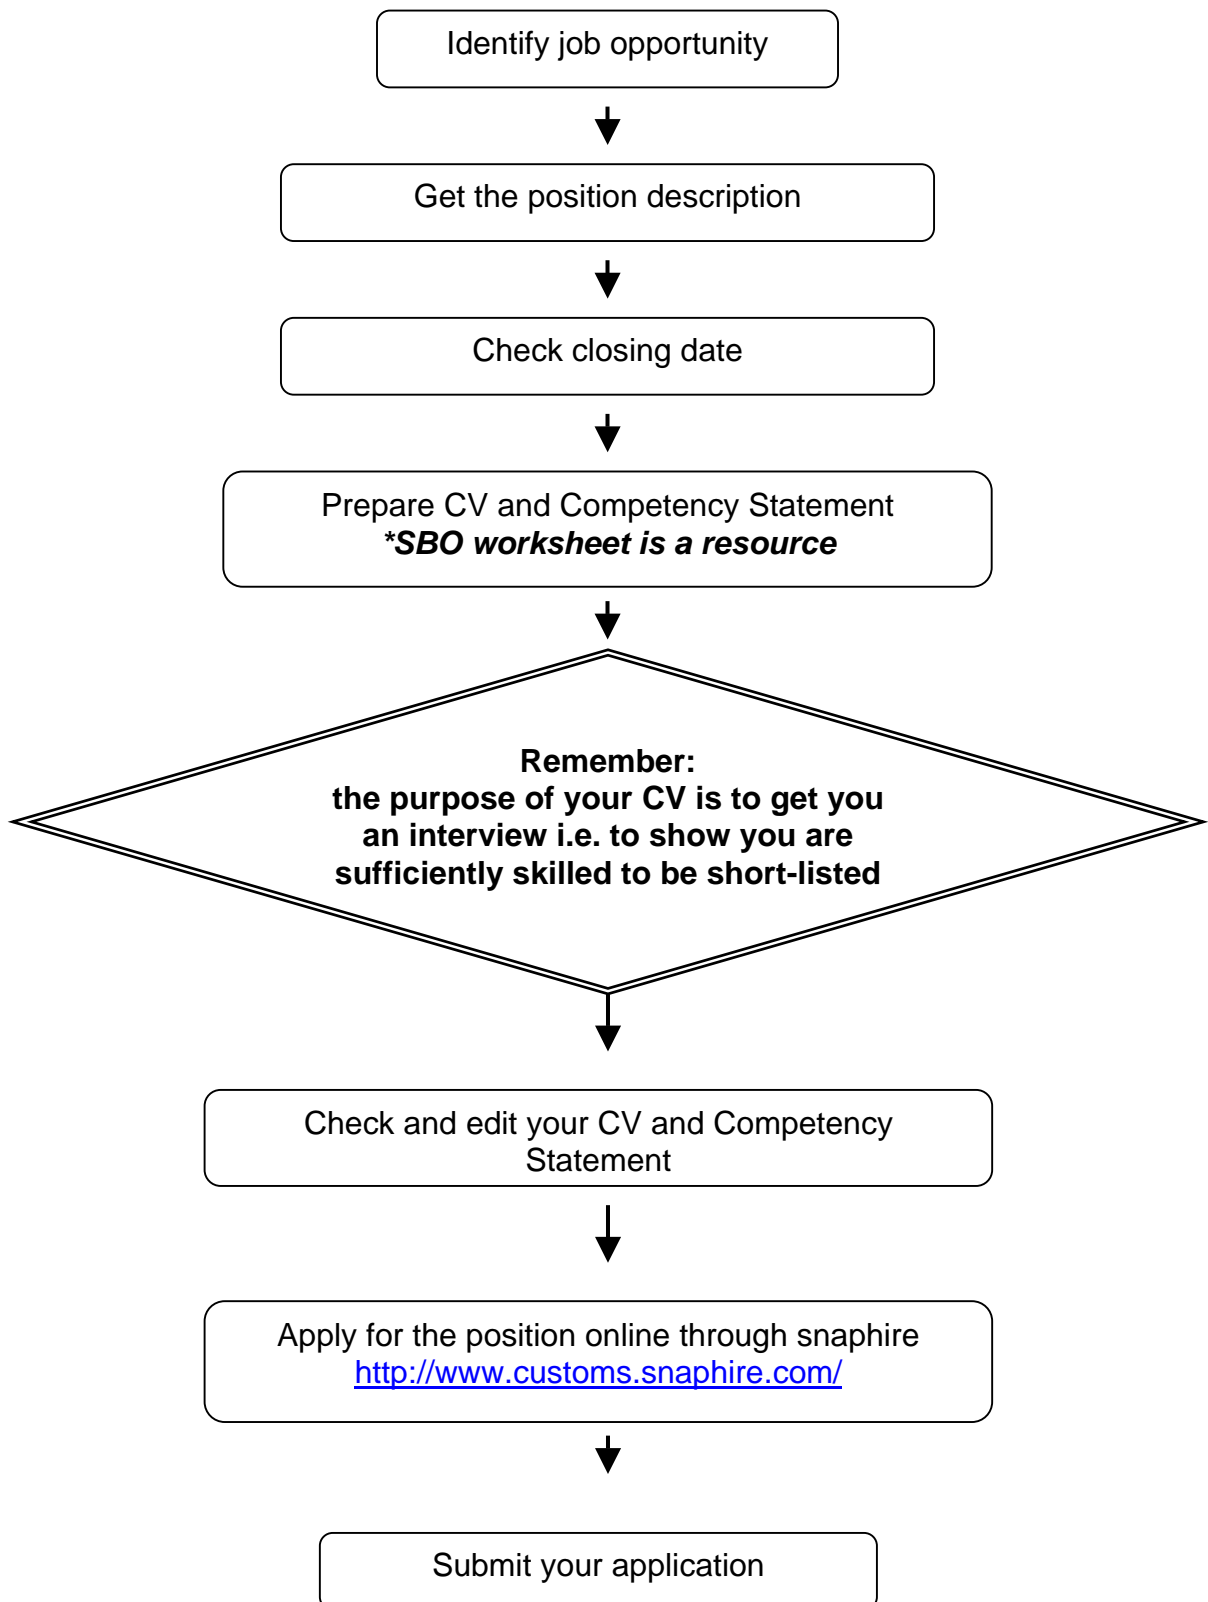 Identify job opportunity
Get the position description
Check closing date
Prepare CV and Competency Statement
*SBO worksheet is a resource
Remember:
the purpose of your CV is to get you
an interview i.e. to show you are
sufficiently skilled to be short-listed
Check and edit your CV and Competency
Statement
Apply for the position online through snaphire
http://www.customs.snaphire.com/
Submit your application